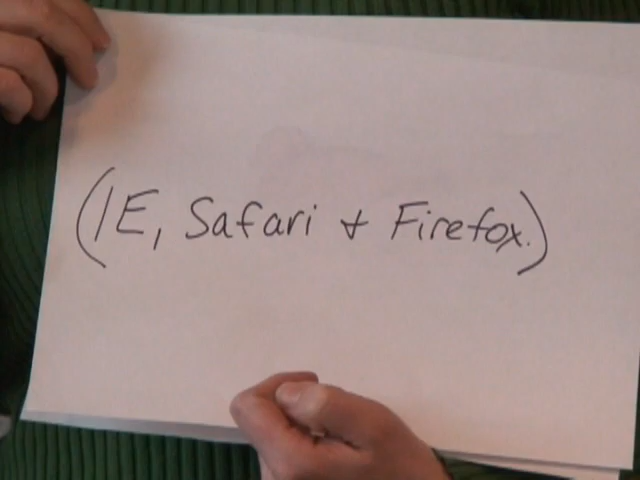 (IE, Safari + Firefox.)